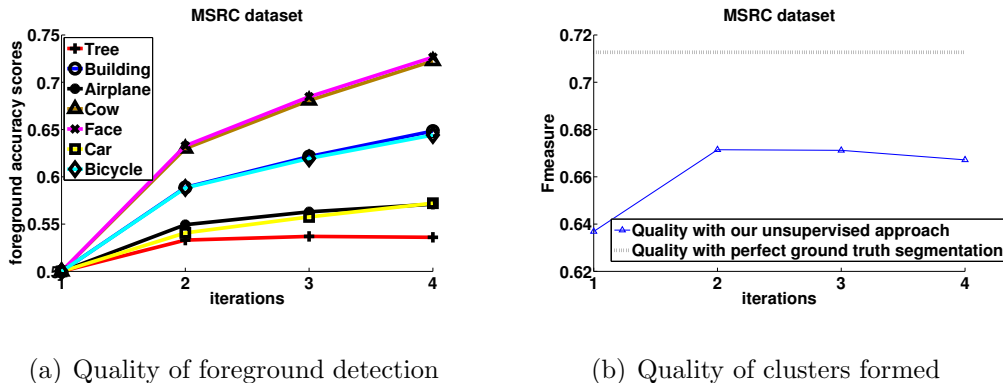 MSRC dataset
0.75
0.7
0.65
0.6
0.55
0.5
foreground accuracy scores
Tree
Building
Airplane
Cow
Face
Car
Bicycle
1 2 3 4
iterations
(a) Quality of foreground detection
MSRC dataset
0.72
0.7
0.68
0.66
0.64
0.62
Fmeasure
Quality with our unsupervised approach
Quality with perfect ground truth segmentation
1 2 3 4
iterations
(b) Quality of clusters formed